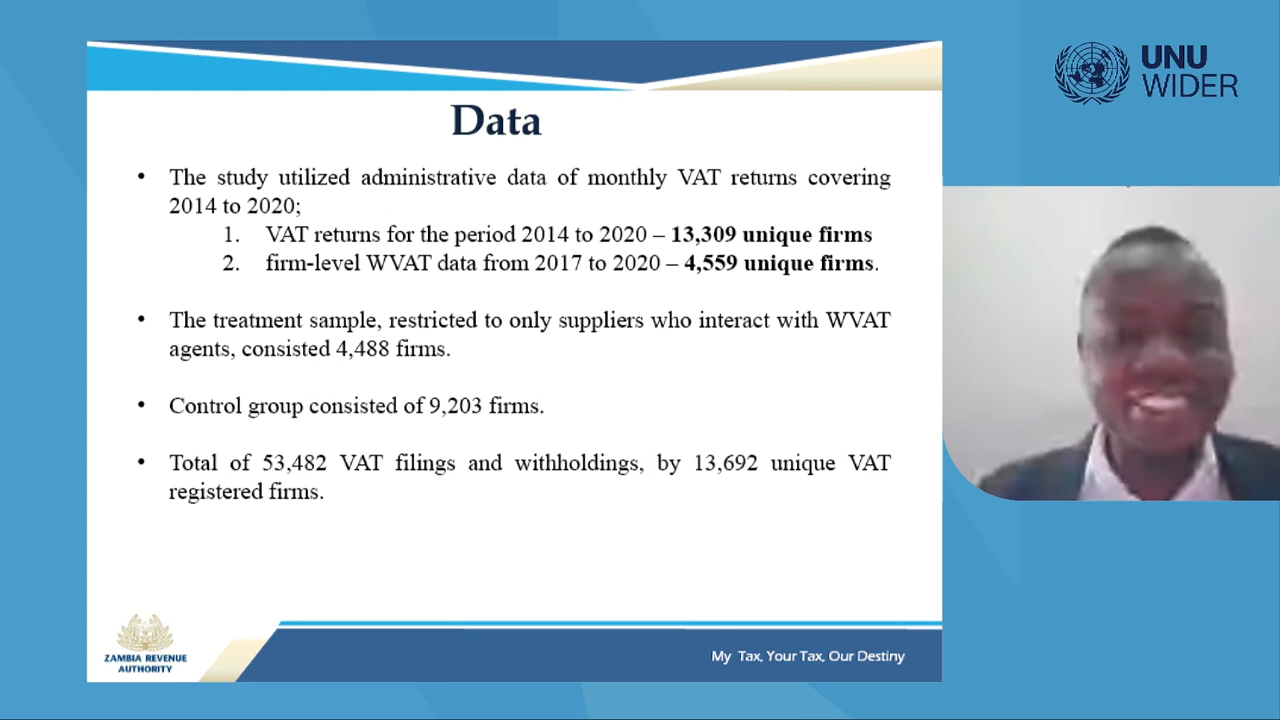 UNU
WIDER
Data
• The study utilized administrative data of monthly VAT returns covering
2014 to 2020;
1. VAT returns for the period 2014 to 2020 – 13,309 unique firms
2. firm-level WVAT data from 2017 to 2020 – 4,559 unique firms.
• The treatment sample, restricted to only suppliers who interact with WVAT
agents, consisted 4,488 firms.
• Control group consisted of 9,203 firms.
• Total of 53,482 VAT filings and withholdings, by 13,692 unique VAT
registered firms.
ZAMBIA REVENUE
AUTHORITY
My Tax, Your Tax, Our Destiny